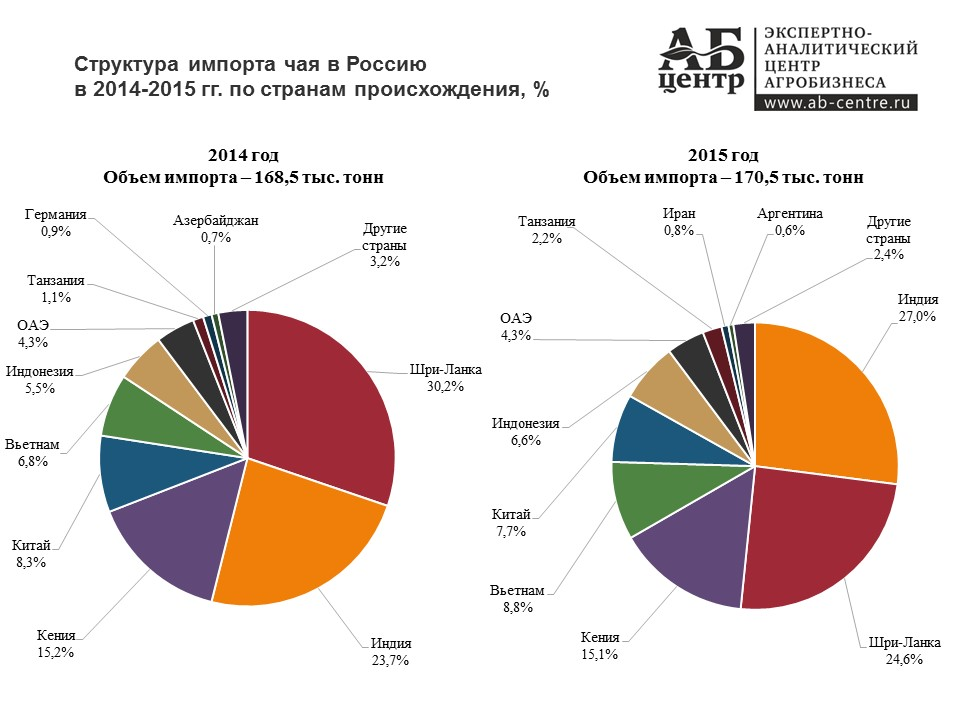 Структура импорта чая в Россию
в 2014-2015 гг. по странам происхождения, %
АБ
центр
ЭКСПЕРТНО-
АНАЛИТИЧЕСКИЙ
ЦЕНТР
АГРОБИЗНЕСА
www.ab-centre.ru
2014 год
Объем импорта – 168,5 тыс. тонн
Германия
0,9%
Азербайджан
0,7%
Другие
страны
3,2%
Танзания
1,1%
ОАЭ
4,3%
Индонезия
5,5%
Вьетнам
6,8%
Китай
8,3%
Кения
15,2%
Индия
23,7%
Шри-Ланка
30,2%
2015 год
Объем импорта – 170,5 тыс. тонн
Танзания
2,2%
Иран
0,8%
Аргентина
0,6%
Другие
страны
2,4%
Индия
27,0%
ОАЭ
4,3%
Индонезия
6,6%
Китай
7,7%
Вьетнам
8,8%
Кения
15,1%
Шри-Ланка
24,6%